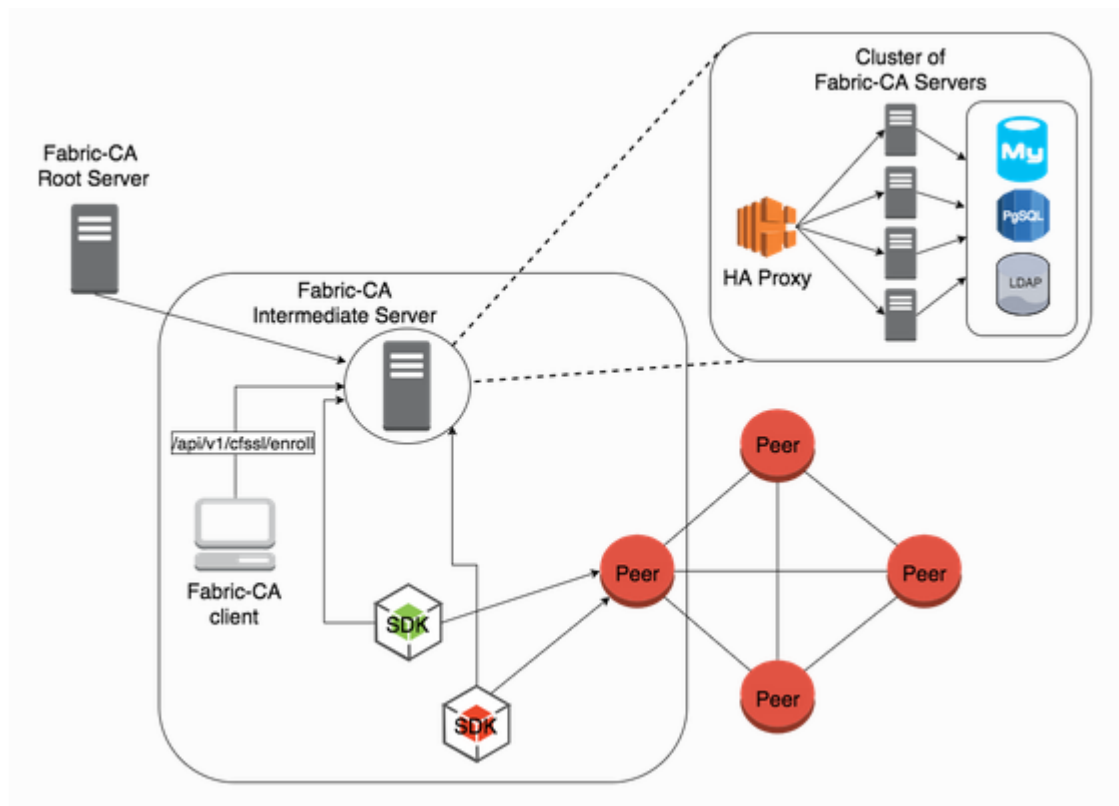 Cluster of
Fabric-CA Servers
My
PgSQL
LDAP
HA Proxy
Fabric-CA
Root Server
Fabric-CA
Intermediate Server
/api/v1/cfssl/enroll
Fabric-CA
client
SDK
SDK
Peer
Peer
Peer
Peer